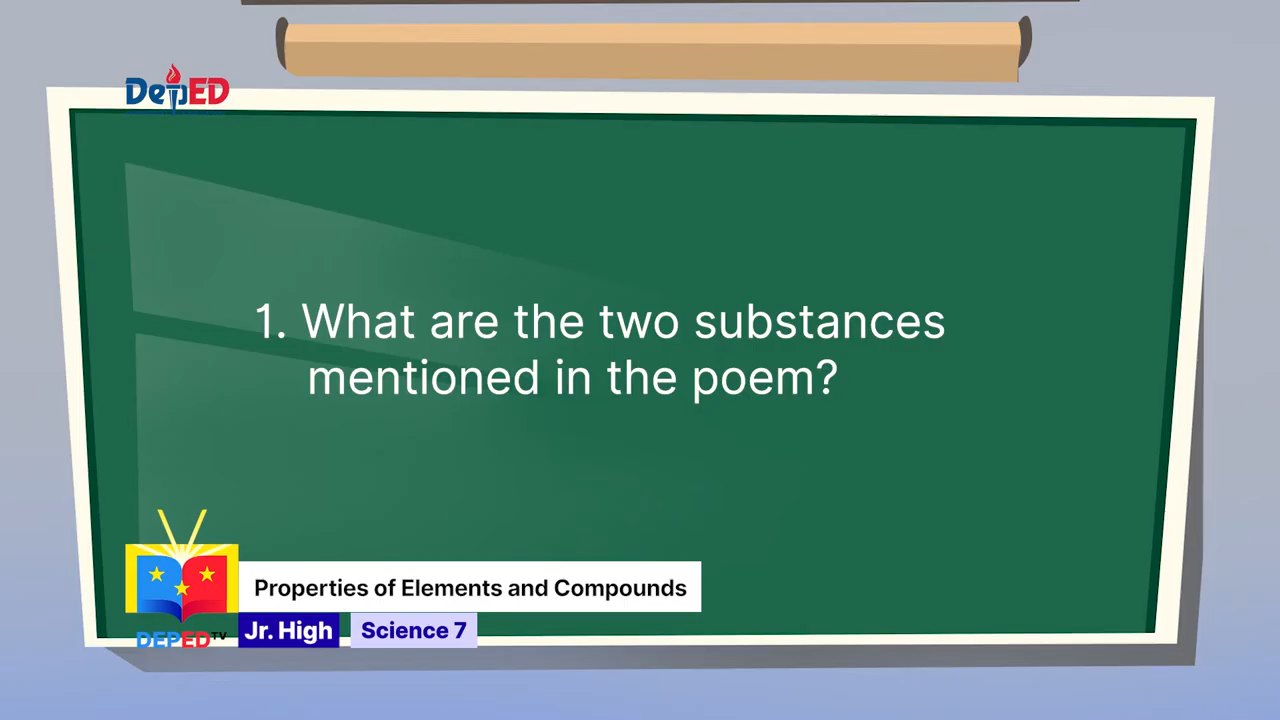 DepED
1. What are the two substances
mentioned in the poem?
Properties of Elements and Compounds
DEPED TV
Jr. High
Science 7